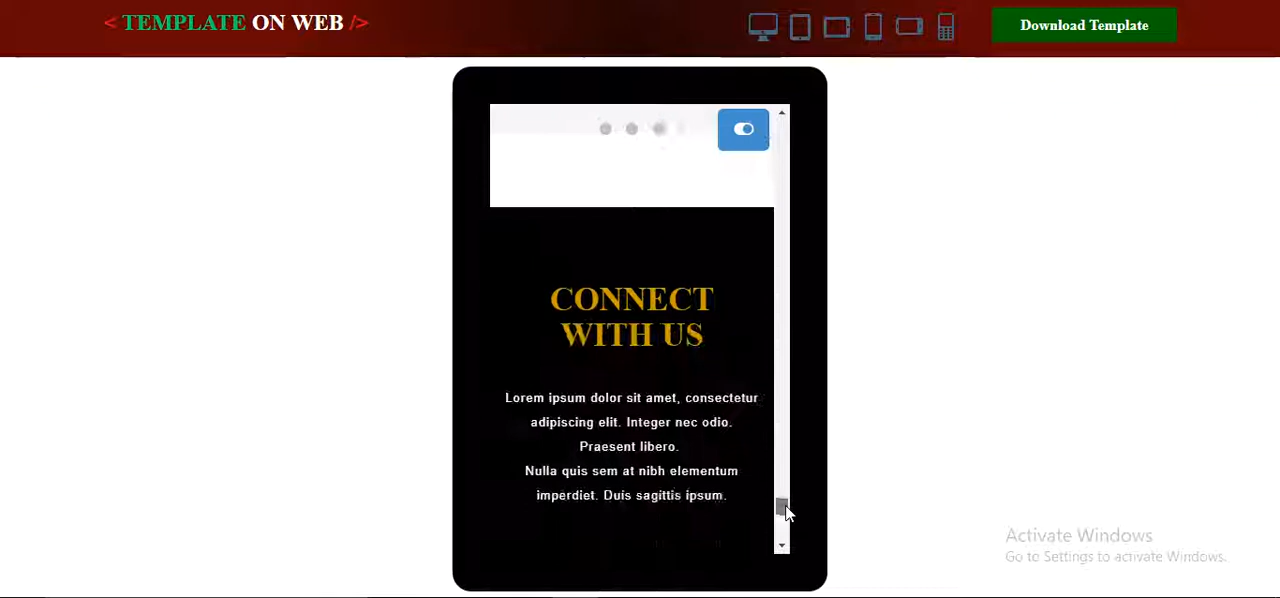 < TEMPLATE ON WEB />
Download Template
CONNECT
WITH US
Lorem ipsum dolor sit amet, consectetur
adipiscing elit. Integer nec odio.
Praesent libero.
Nulla quis sem at nibh elementum
imperdiet. Duis sagittis ipsum.
Activate Windows
Go to Settings to activate Windows.